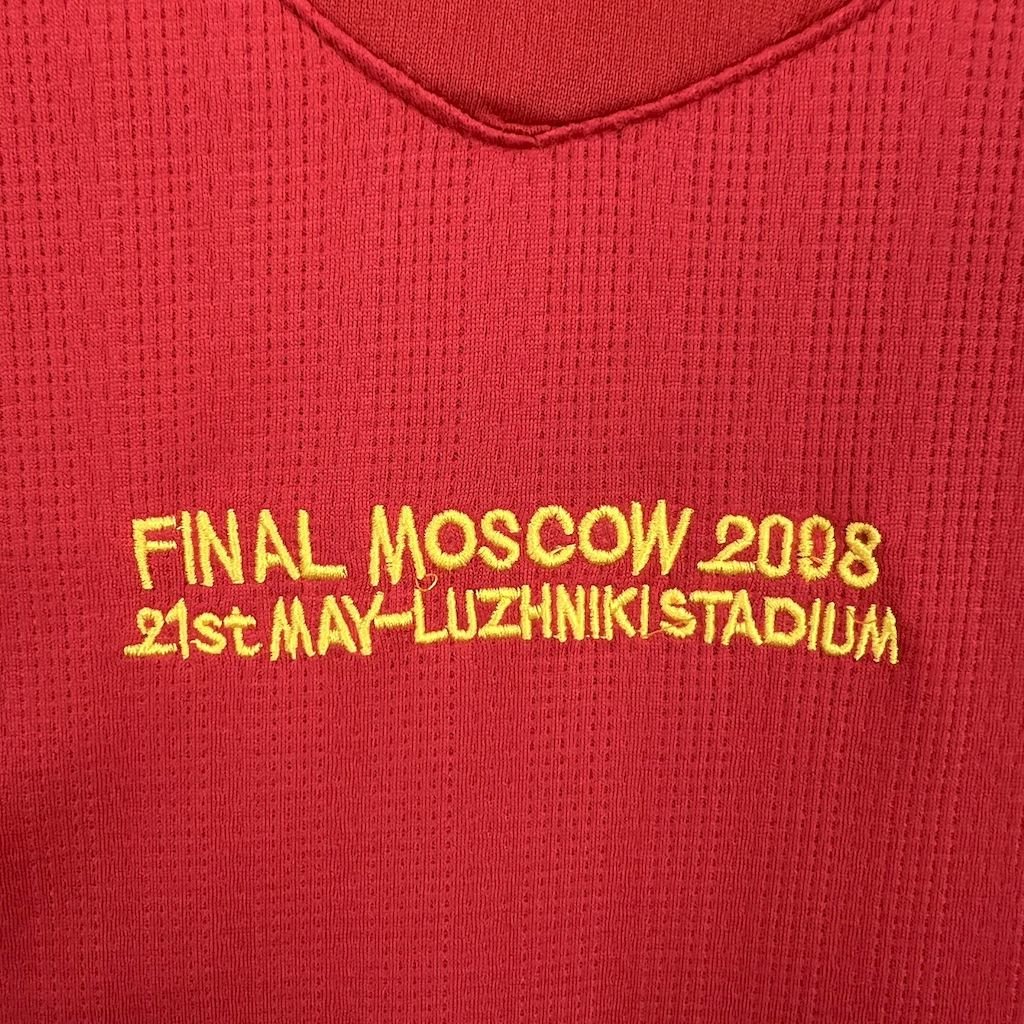 FINAL MOSCOW 2008
21st MAY-LUZHNIKI STADIUM